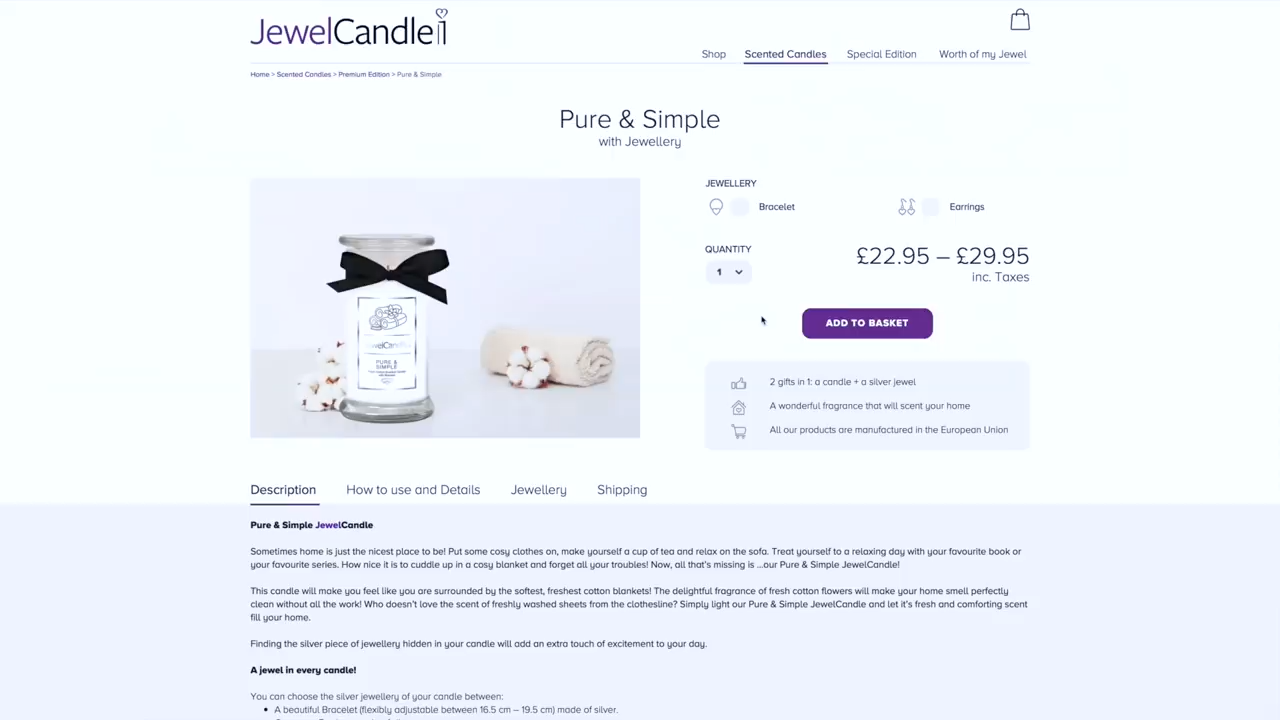 JewelCandle
Shop Scented Candles Special Edition Worth of my Jewel
Home > Scented Candles > Premium Edition > Pure & Simple
Pure & Simple
with Jewellery
JEWELLERY
Bracelet Earrings
QUANTITY
1
£22.95 – £29.95
inc. Taxes
ADD TO BASKET
JewelCandle
PURE &
SIMPLE
2 gifts in 1: a candle + a silver jewel
A wonderful fragrance that will scent your home
All our products are manufactured in the European Union
Description How to use and Details Jewellery Shipping
Pure & Simple JewelCandle
Sometimes home is just the nicest place to be! Put some cosy clothes on, make yourself a cup of tea and relax on the sofa. Treat yourself to a relaxing day with your favourite book or
your favourite series. How nice it is to cuddle up in a cosy blanket and forget all your troubles! Now, all that's missing is ...our Pure & Simple JewelCandle!
This candle will make you feel like you are surrounded by the softest, freshest cotton blankets! The delightful fragrance of fresh cotton flowers will make your home smell perfectly
clean without all the work! Who doesn't love the scent of freshly washed sheets from the clothesline? Simply light our Pure & Simple JewelCandle and let it's fresh and comforting scent
fill your home.
Finding the silver piece of jewellery hidden in your candle will add an extra touch of excitement to your day.
A jewel in every candle!
You can choose the silver jewellery of your candle between:
• A beautiful Bracelet (flexibly adjustable between 16.5 cm – 19.5 cm) made of silver.